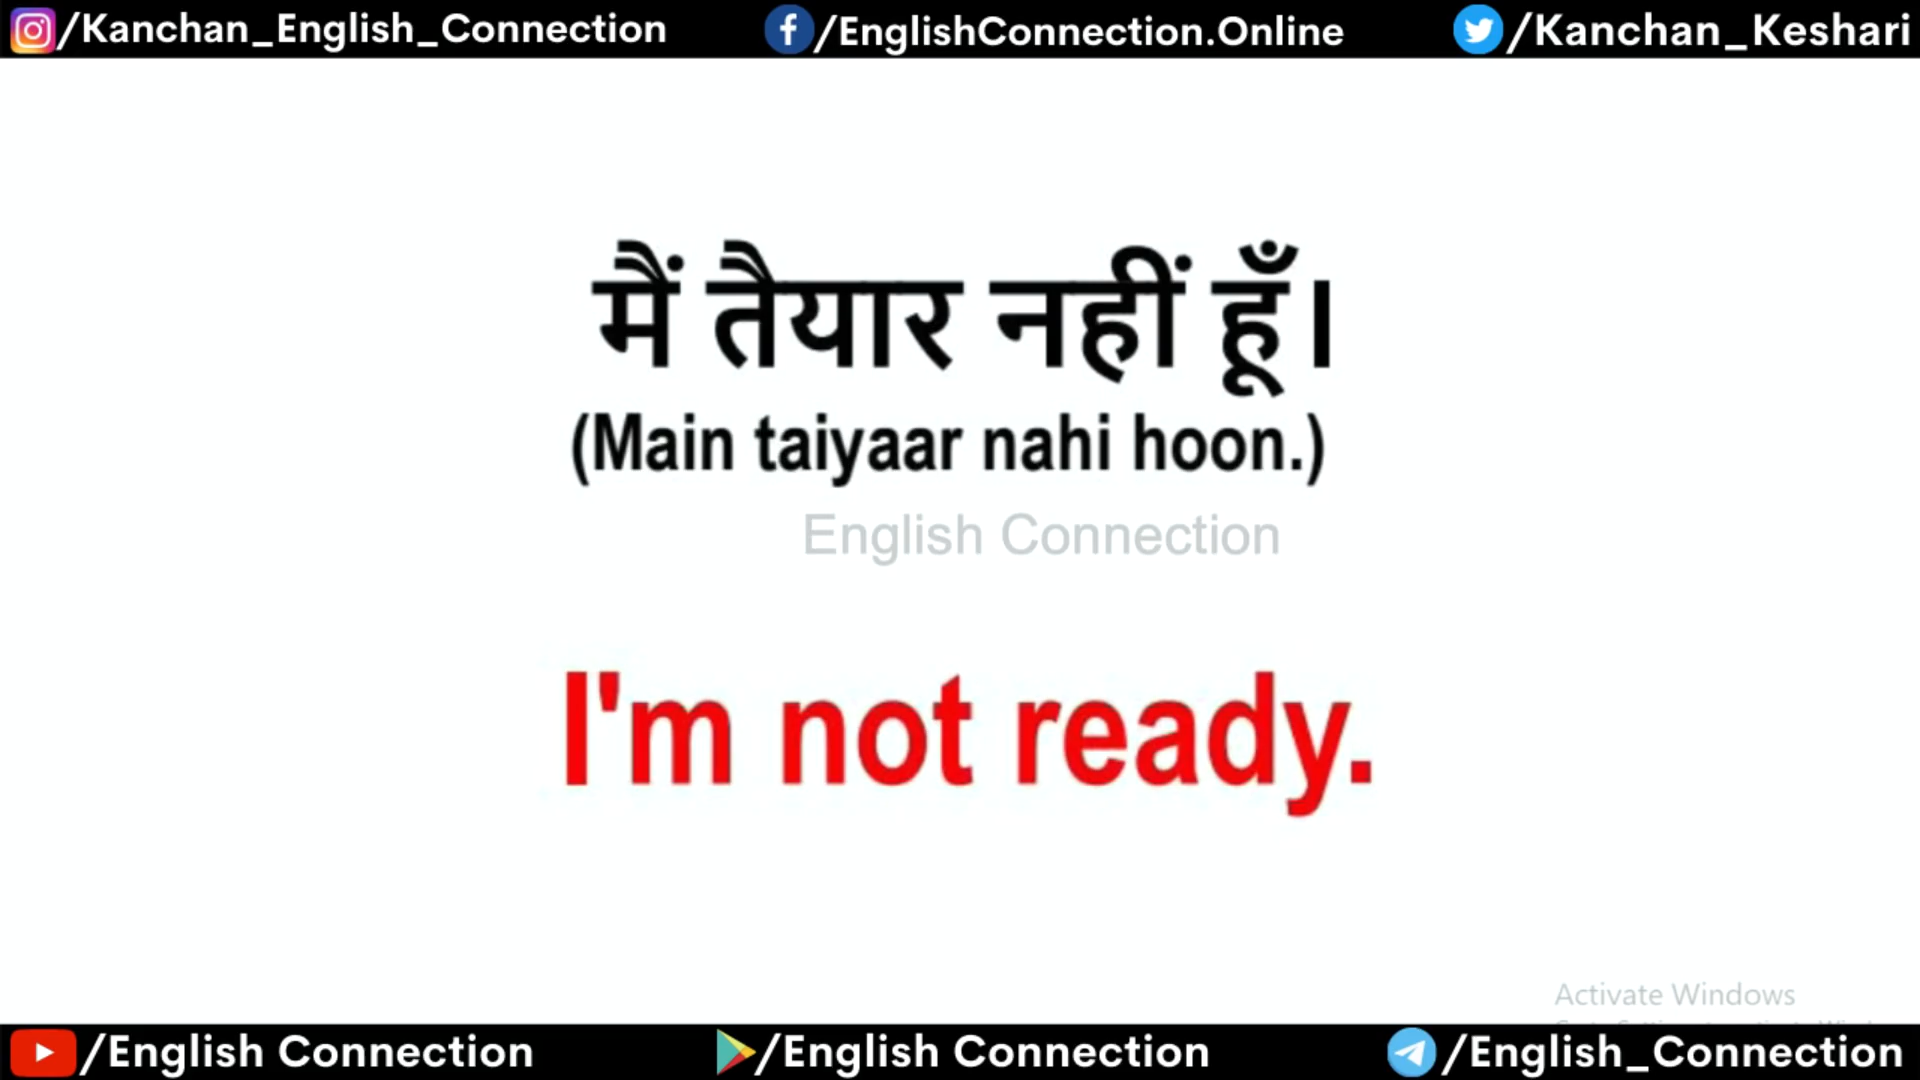 /Kanchan_English_Connection /EnglishConnection.Online /Kanchan_Keshari
मैं तैयार नहीं हूँ।
(Main taiyaar nahi hoon.)
English Connection
I'm not ready.
Activate Windows
/English Connection /English Connection /English_Connection